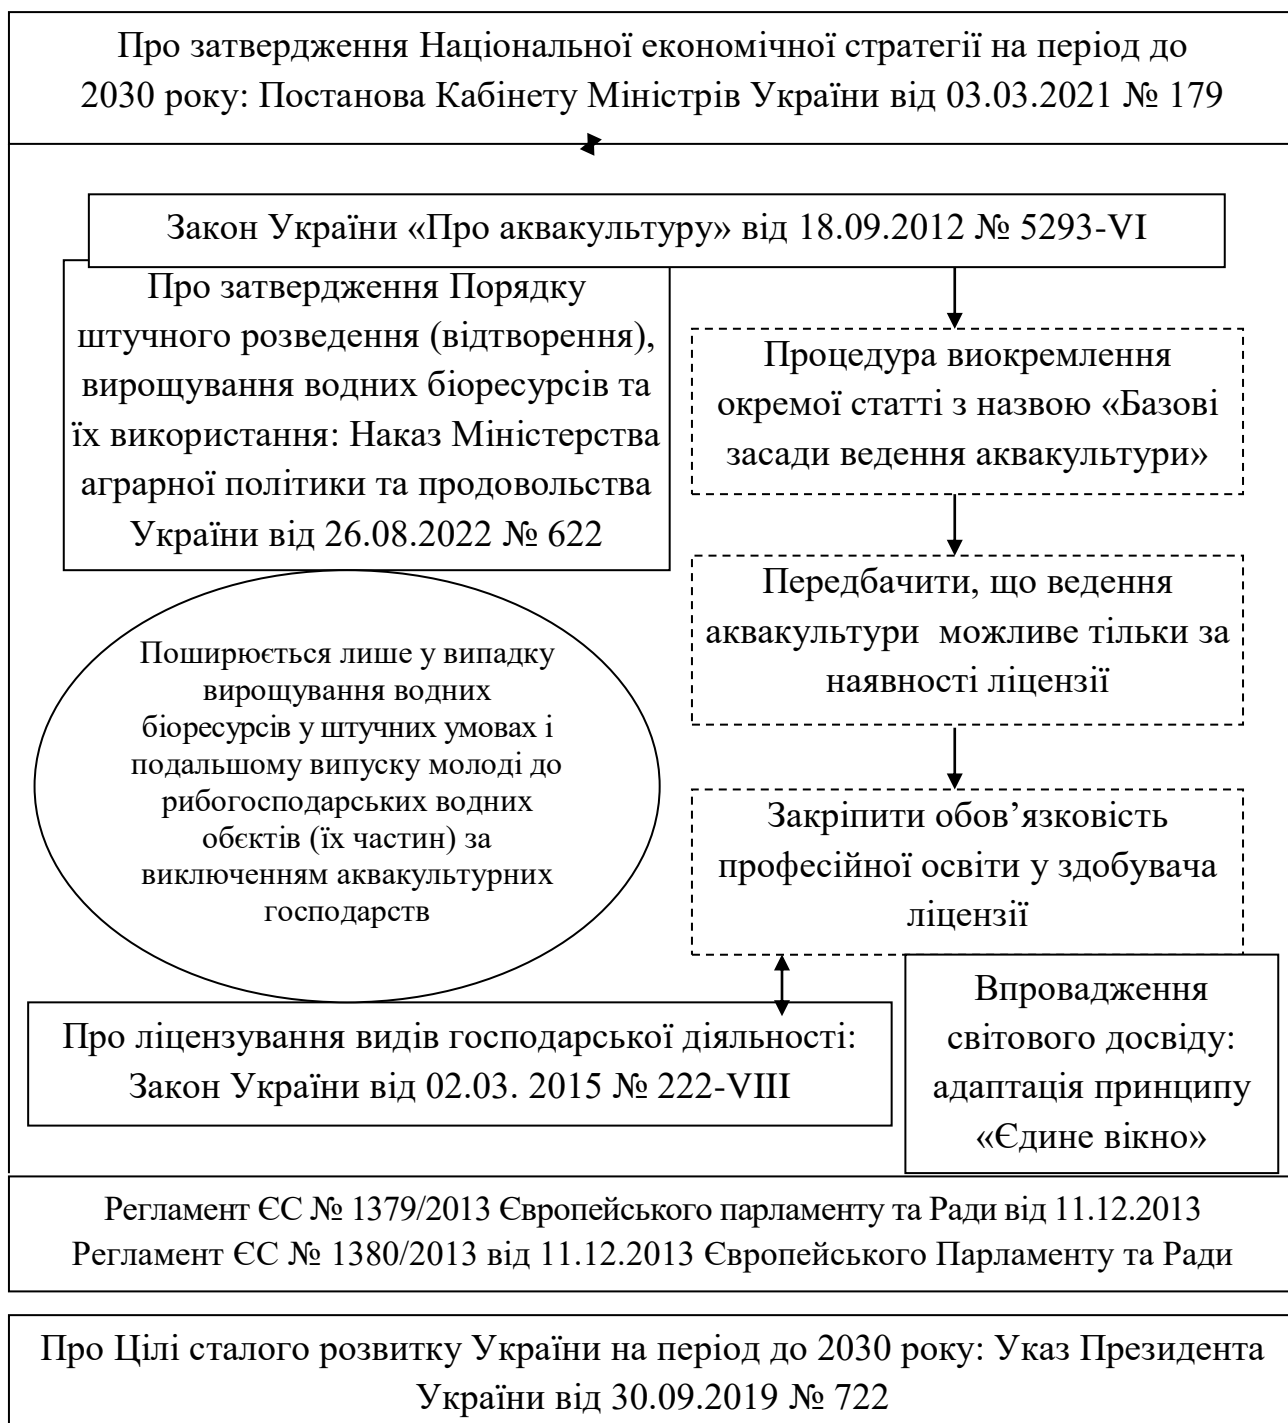 Про затвердження Національної економічної стратегії на період до
2030 року: Постанова Кабінету Міністрів України від 03.03.2021 № 179
Закон України «Про аквакультуру» від 18.09.2012 № 5293-VI
Про затвердження Порядку
штучного розведення (відтворення),
вирощування водних біоресурсів та
їх використання: Наказ Міністерства
аграрної політики та продовольства
України від 26.08.2022 № 622
Процедура виокремлення
окремої статті з назвою «Базові
засади ведення аквакультури»
Передбачити, що ведення
аквакультури можливе тільки за
наявності ліцензії
Поширюється лише у випадку
вирощування водних
біоресурсів у штучних умовах і
подальшому випуску молоді до
рибогосподарських водних
обєктів (їх частин) за
виключенням аквакультурних
господарств
Закріпити обов’язковість
професійної освіти у здобувача
ліцензії
Про ліцензування видів господарської діяльності:
Закон України від 02.03. 2015 № 222-VIII
Впровадження
світового досвіду:
адаптація принципу
«Єдине вікно»
Регламент ЄС № 1379/2013 Європейського парламенту та Ради від 11.12.2013
Регламент ЄС № 1380/2013 від 11.12.2013 Європейського Парламенту та Ради
Про Цілі сталого розвитку України на період до 2030 року: Указ Президента
України від 30.09.2019 № 722